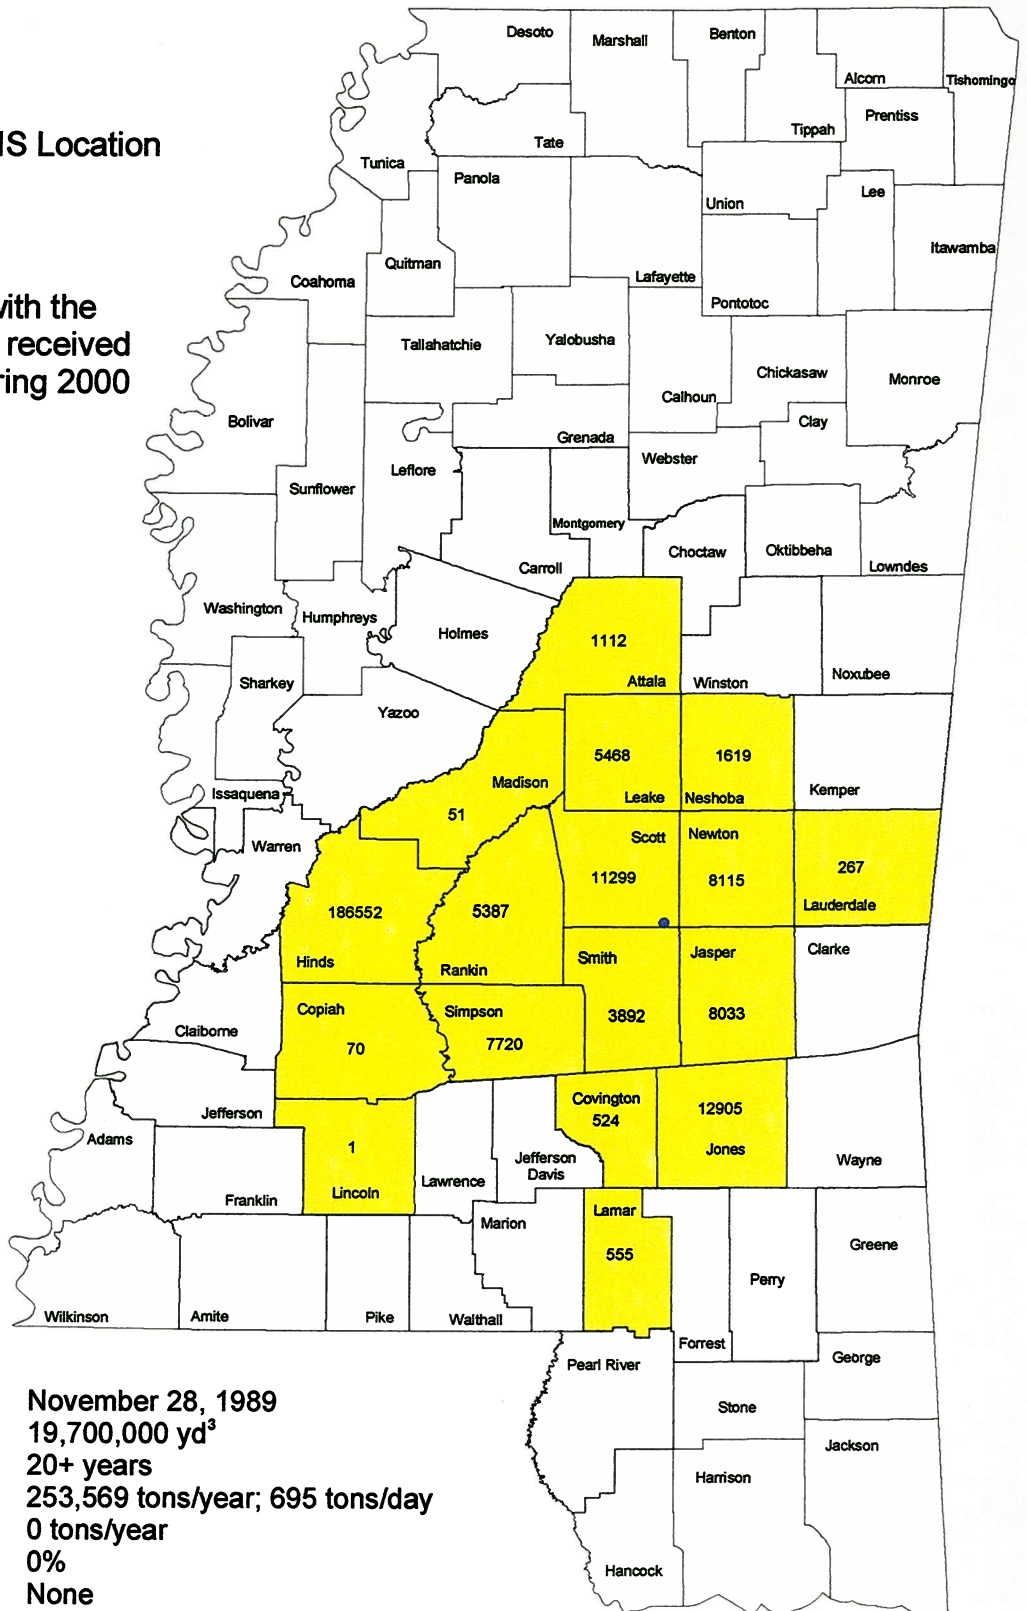 Desoto
Marshall
Benton
Alcorn
Tishomingo
Prentiss
Tippah
Tate
IS Location
Tunica
Panola
Lee
Union
Itawamba
Quitman
Coahoma
Lafayette
Pontotoc
with the
received
ring 2000
Tallahatchie
Yalobusha
Chickasaw
Monroe
Calhoun
Bolivar
Clay
Grenada
Webster
Leflore
Sunflower
Montgomery
Choctaw
Oktibbeha
Lowndes
Carroll
Washington
Humphreys
Holmes
1112
Attala
Winston
Noxubee
Sharkey
Yazoo
5468
Leake
1619
Neshoba
Kemper
Madison
51
Issaquena
Warren
Scott
11299
Newton
8115
267
Lauderdale
186552
Hinds
5387
Rankin
Smith
3892
Jasper
8033
Clarke
Copiah
70
Simpson
7720
Claiborne
Jefferson
Covington
524
12905
Jones
Adams
1
Lincoln
Lawrence
Jefferson
Davis
Wayne
Franklin
Marion
Lamar
555
Greene
Perry
Wilkinson
Amite
Pike
Walthall
Forrest
George
Pearl River
Stone
Jackson
Harrison
Hancock
November 28, 1989
19,700,000 yd³
20+ years
253,569 tons/year; 695 tons/day
0 tons/year
0%
None